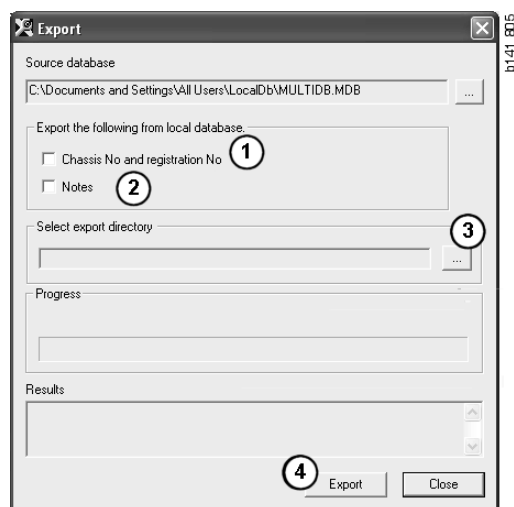 Export
b141 805
Source database
C:\Documents and Settings\All Users\LocalDb\MULTIDB.MDB
...
Export the following from local database.
Chassis No and registration No
1
Notes
2
Select export directory
3
...
Progress
Results
4
Export
Close